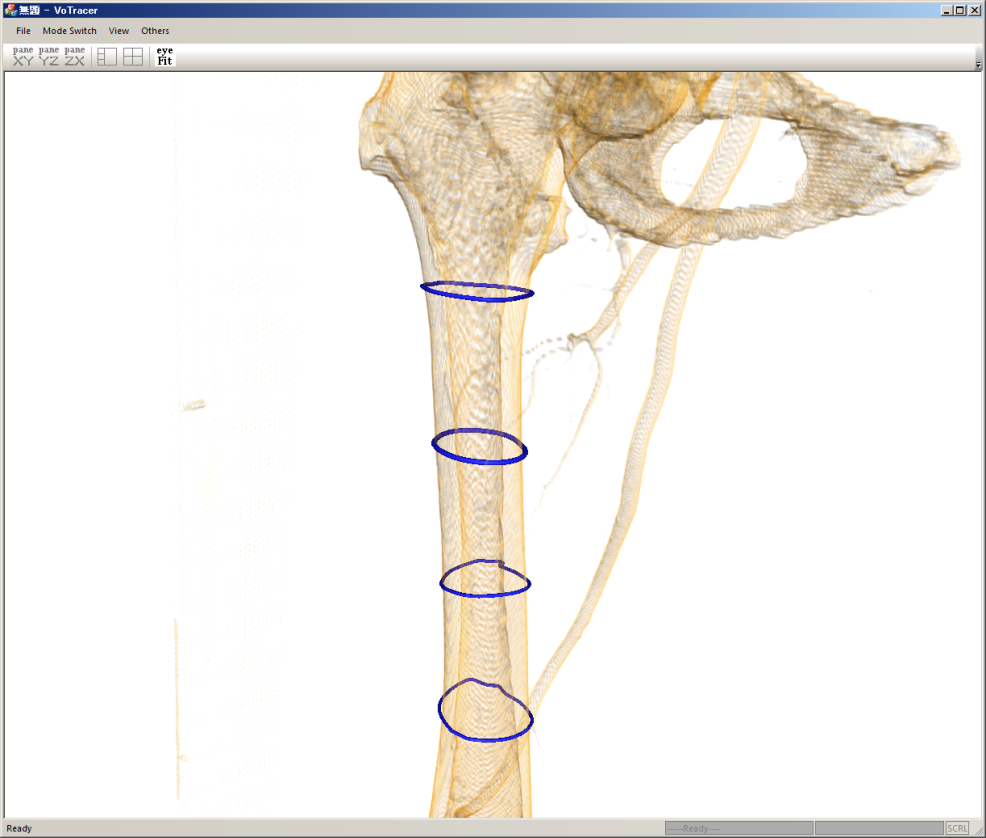 無題 - VoTracer
File Mode Switch View Others
pane XY pane YZ pane ZX eye Fit
Ready -----Ready---- SCRL